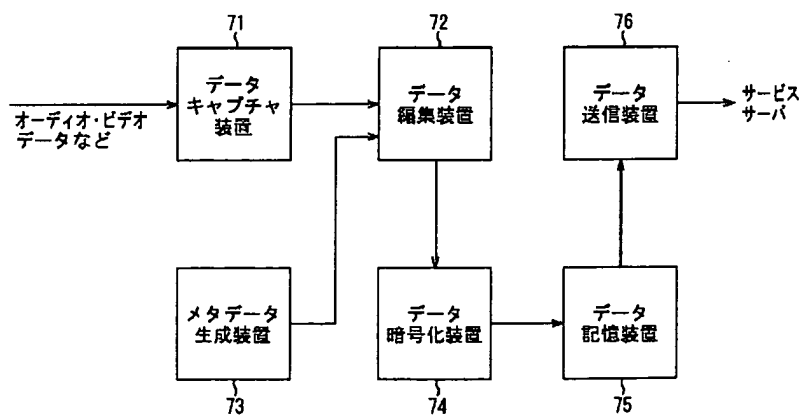 71
72
76
データ
キャプチャ
装置
データ
編集装置
データ
送信装置
サービス
サーバ
オーディオ・ビデオ
データなど
メタデータ
生成装置
データ
暗号化装置
データ
記憶装置
73
74
75